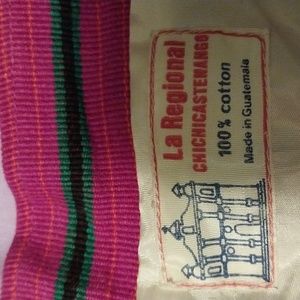 La Regional
CHICHICASTENANGO
100% cotton
Made in Guatemala